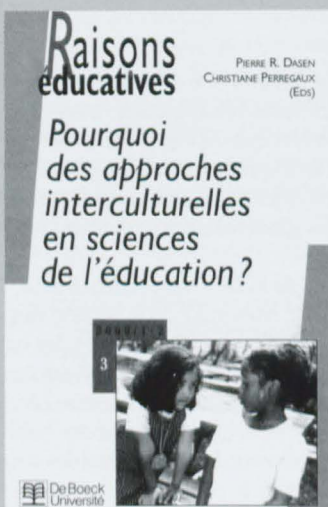 Raisons
éducatives
PIERRE R. DASEN
CHRISTIANE PERREGAUX
(EDS)
Pourquoi
des approches
interculturelles
en sciences
de l'éducation?
3
De Boeck
Université